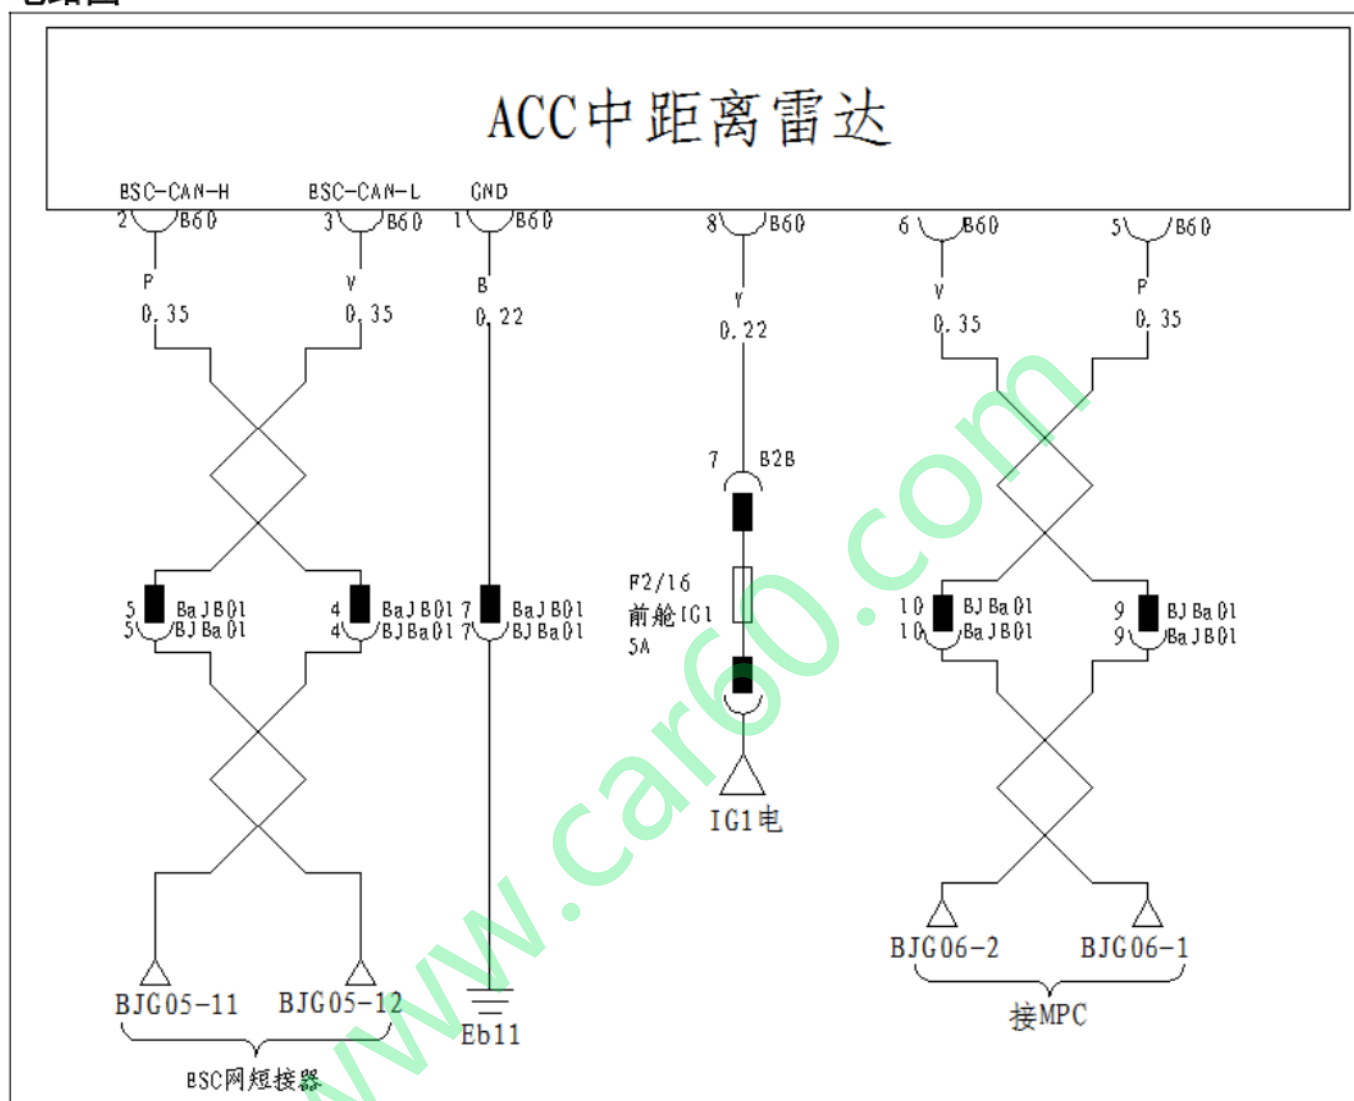 ACC中距离雷达
BSC-CAN-H BSC-CAN-L GND
2 B60 3 B60 1 B60 8 B60 6 B60 5 B60
P V B Y V P
0.35 0.35 0.22 0.22 0.35 0.35
7 B2B
F2/16
前舱IG1
5A
5 BaJB01 4 BaJB01 7 BaJB01 10 BJBa01 9 BJBa01
5 BJBa01 4 BJBa01 7 BJBa01 10 BaJB01 9 BaJB01
IG1电
BJG06-2 BJG06-1
接MPC
BJG05-11 BJG05-12
Eb11
BSC网短接器
www.car60.com